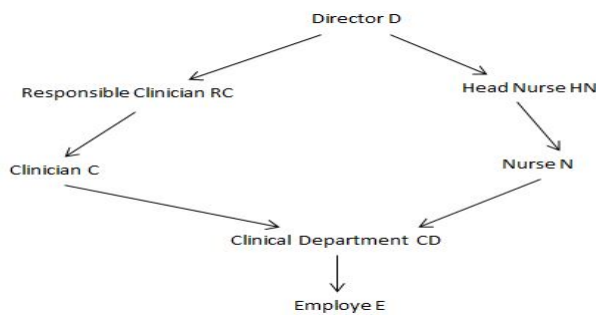 Director D
Responsible Clinician RC
Head Nurse HN
Clinician C
Nurse N
Clinical Department CD
Employe E